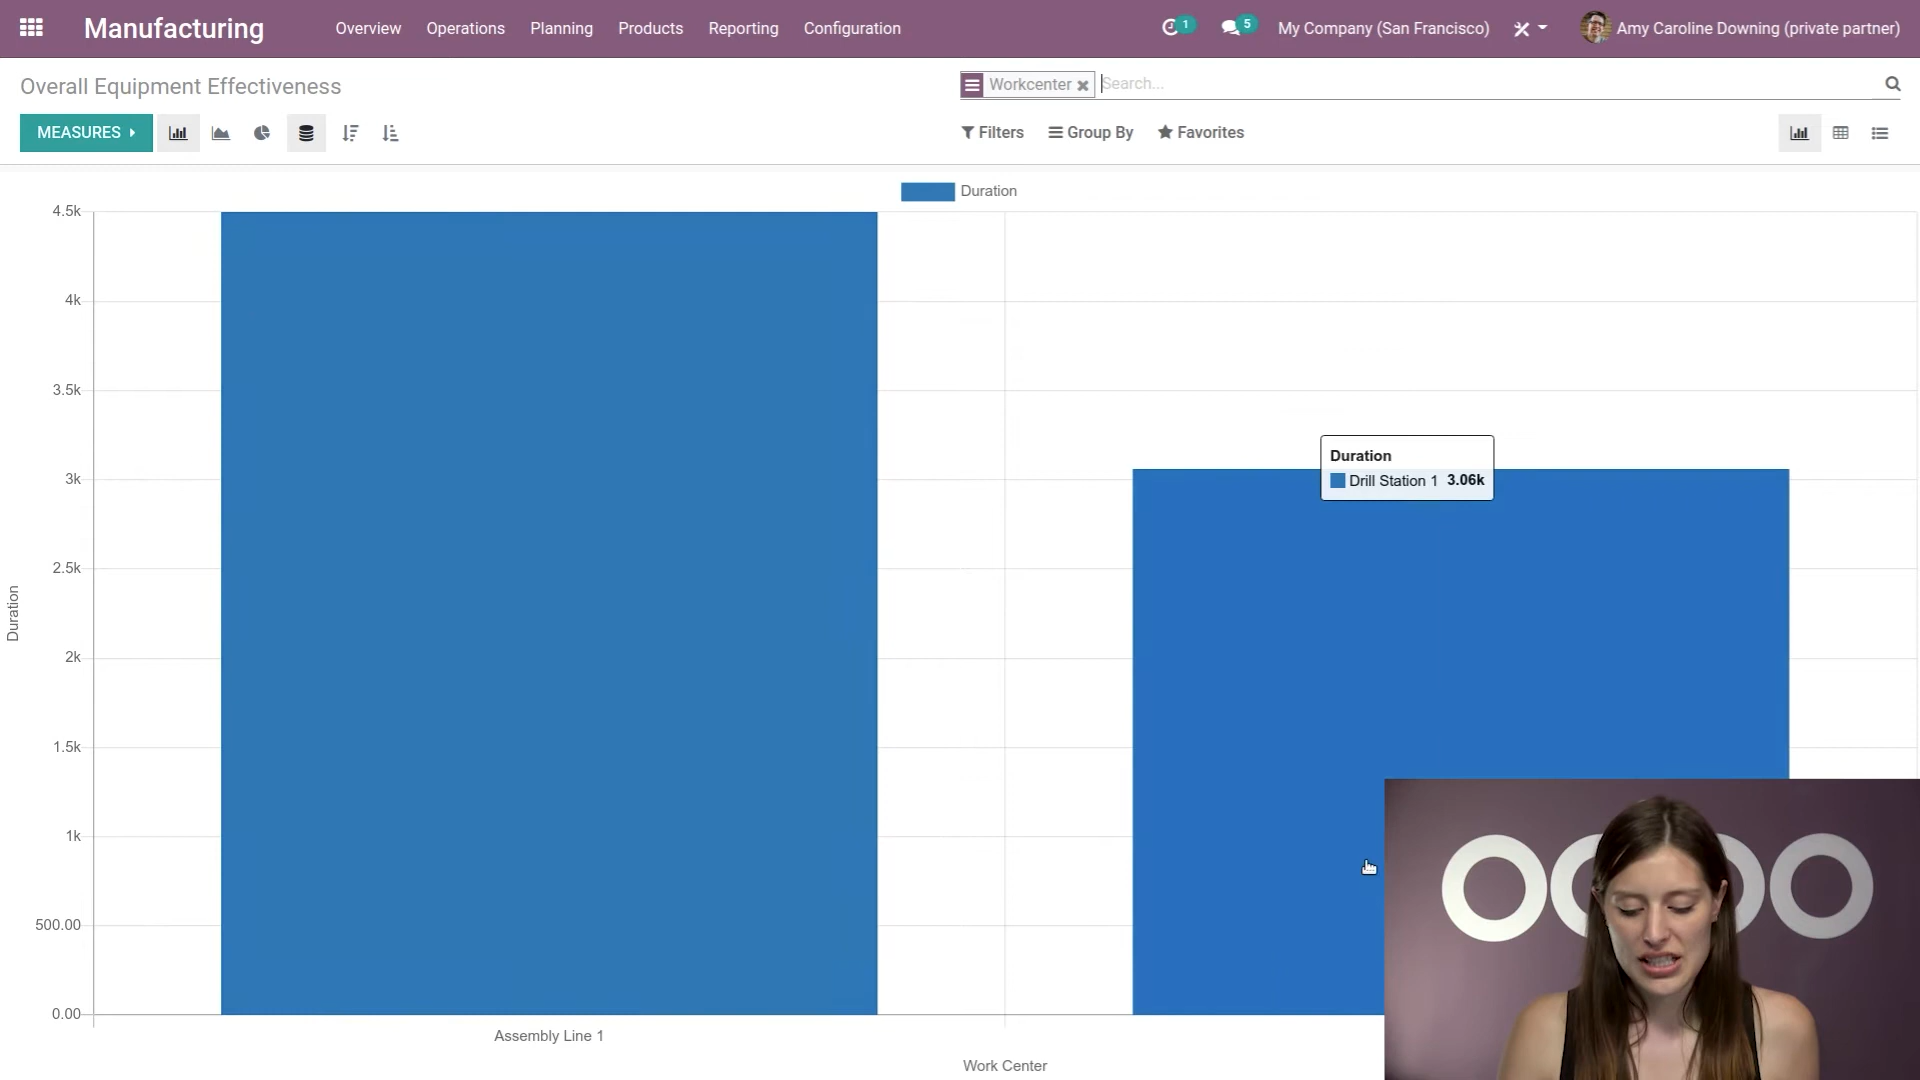 Manufacturing
Overview Operations Planning Products Reporting Configuration
1
5
My Company (San Francisco)
Amy Caroline Downing (private partner)
Overall Equipment Effectiveness
Workcenter
Search...
MEASURES
Filters Group By Favorites
Duration
4.5k
4k
3.5k
3k
2.5k
2k
1.5k
1k
500.00
0.00
Duration
Duration
Drill Station 1 3.06k
Assembly Line 1
Work Center